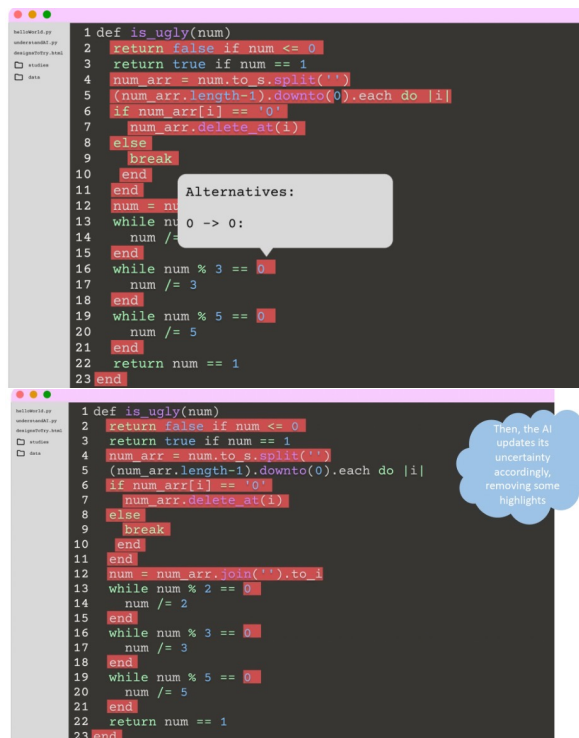 helloWorld.py
understandAI.py
designsToTry.html
studies
data
1 def is_ugly(num)
2 return false if num <= 0
3 return true if num == 1
4 num_arr = num.to_s.split('')
5 (num_arr.length-1).downto(0).each do |i|
6 if num_arr[i] == '0'
7 num_arr.delete_at(i)
8 else
9 break
10 end
11 end
12 num = nu
13 while nu
14 num /=
15 end
16 while num % 3 == 0
17 num /= 3
18 end
19 while num % 5 == 0
20 num /= 5
21 end
22 return num == 1
23 end
Alternatives:
0 -> 0:
helloWorld.py
understandAI.py
designsToTry.html
studies
data
1 def is_ugly(num)
2 return false if num <= 0
3 return true if num == 1
4 num_arr = num.to_s.split('')
5 (num_arr.length-1).downto(0).each do |i|
6 if num_arr[i] == '0'
7 num_arr.delete_at(i)
8 else
9 break
10 end
11 end
12 num = num_arr.join('').to_i
13 while num % 2 == 0
14 num /= 2
15 end
16 while num % 3 == 0
17 num /= 3
18 end
19 while num % 5 == 0
20 num /= 5
21 end
22 return num == 1
23 end
Then, the AI
updates its
uncertainty
accordingly,
removing some
highlights